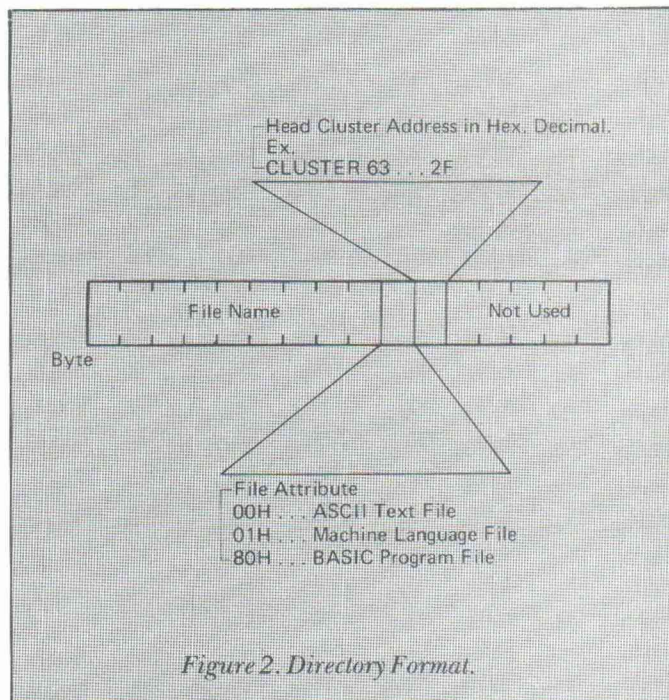 Head Cluster Address in Hex. Decimal.
Ex.
CLUSTER 63 . . . 2F
File Name
Not Used
Byte
File Attribute
00H . . . ASCII Text File
01H . . . Machine Language File
80H . . . BASIC Program File
Figure 2. Directory Format.